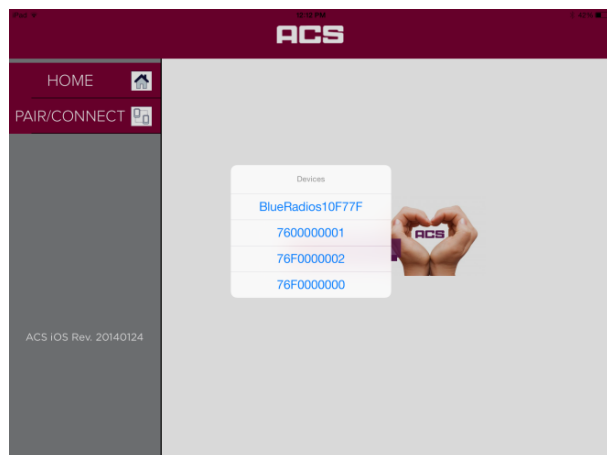 ACS
HOME
PAIR/CONNECT
Devices
BlueRadios10F77F
7600000001
76F0000002
76F0000000
ACS
ACS iOS Rev. 20140124